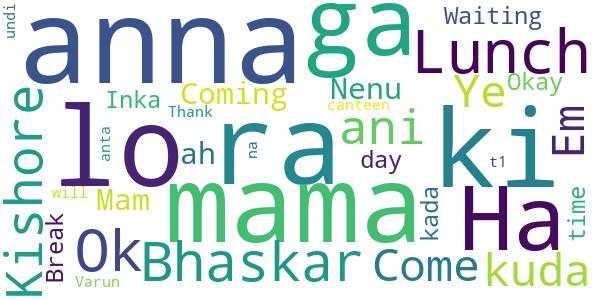 undi
anna
ga
Waiting
Lunch
Kishore
Inka
Coming
Thank
Nenu
canteen
Ye
Okay
lo
anta
ah
ra
na
ani
day
ki
t1
Em
will
Mam
mama
kada
Ha
time
Break
Ok
Varun
Bhaskar
Come
kuda